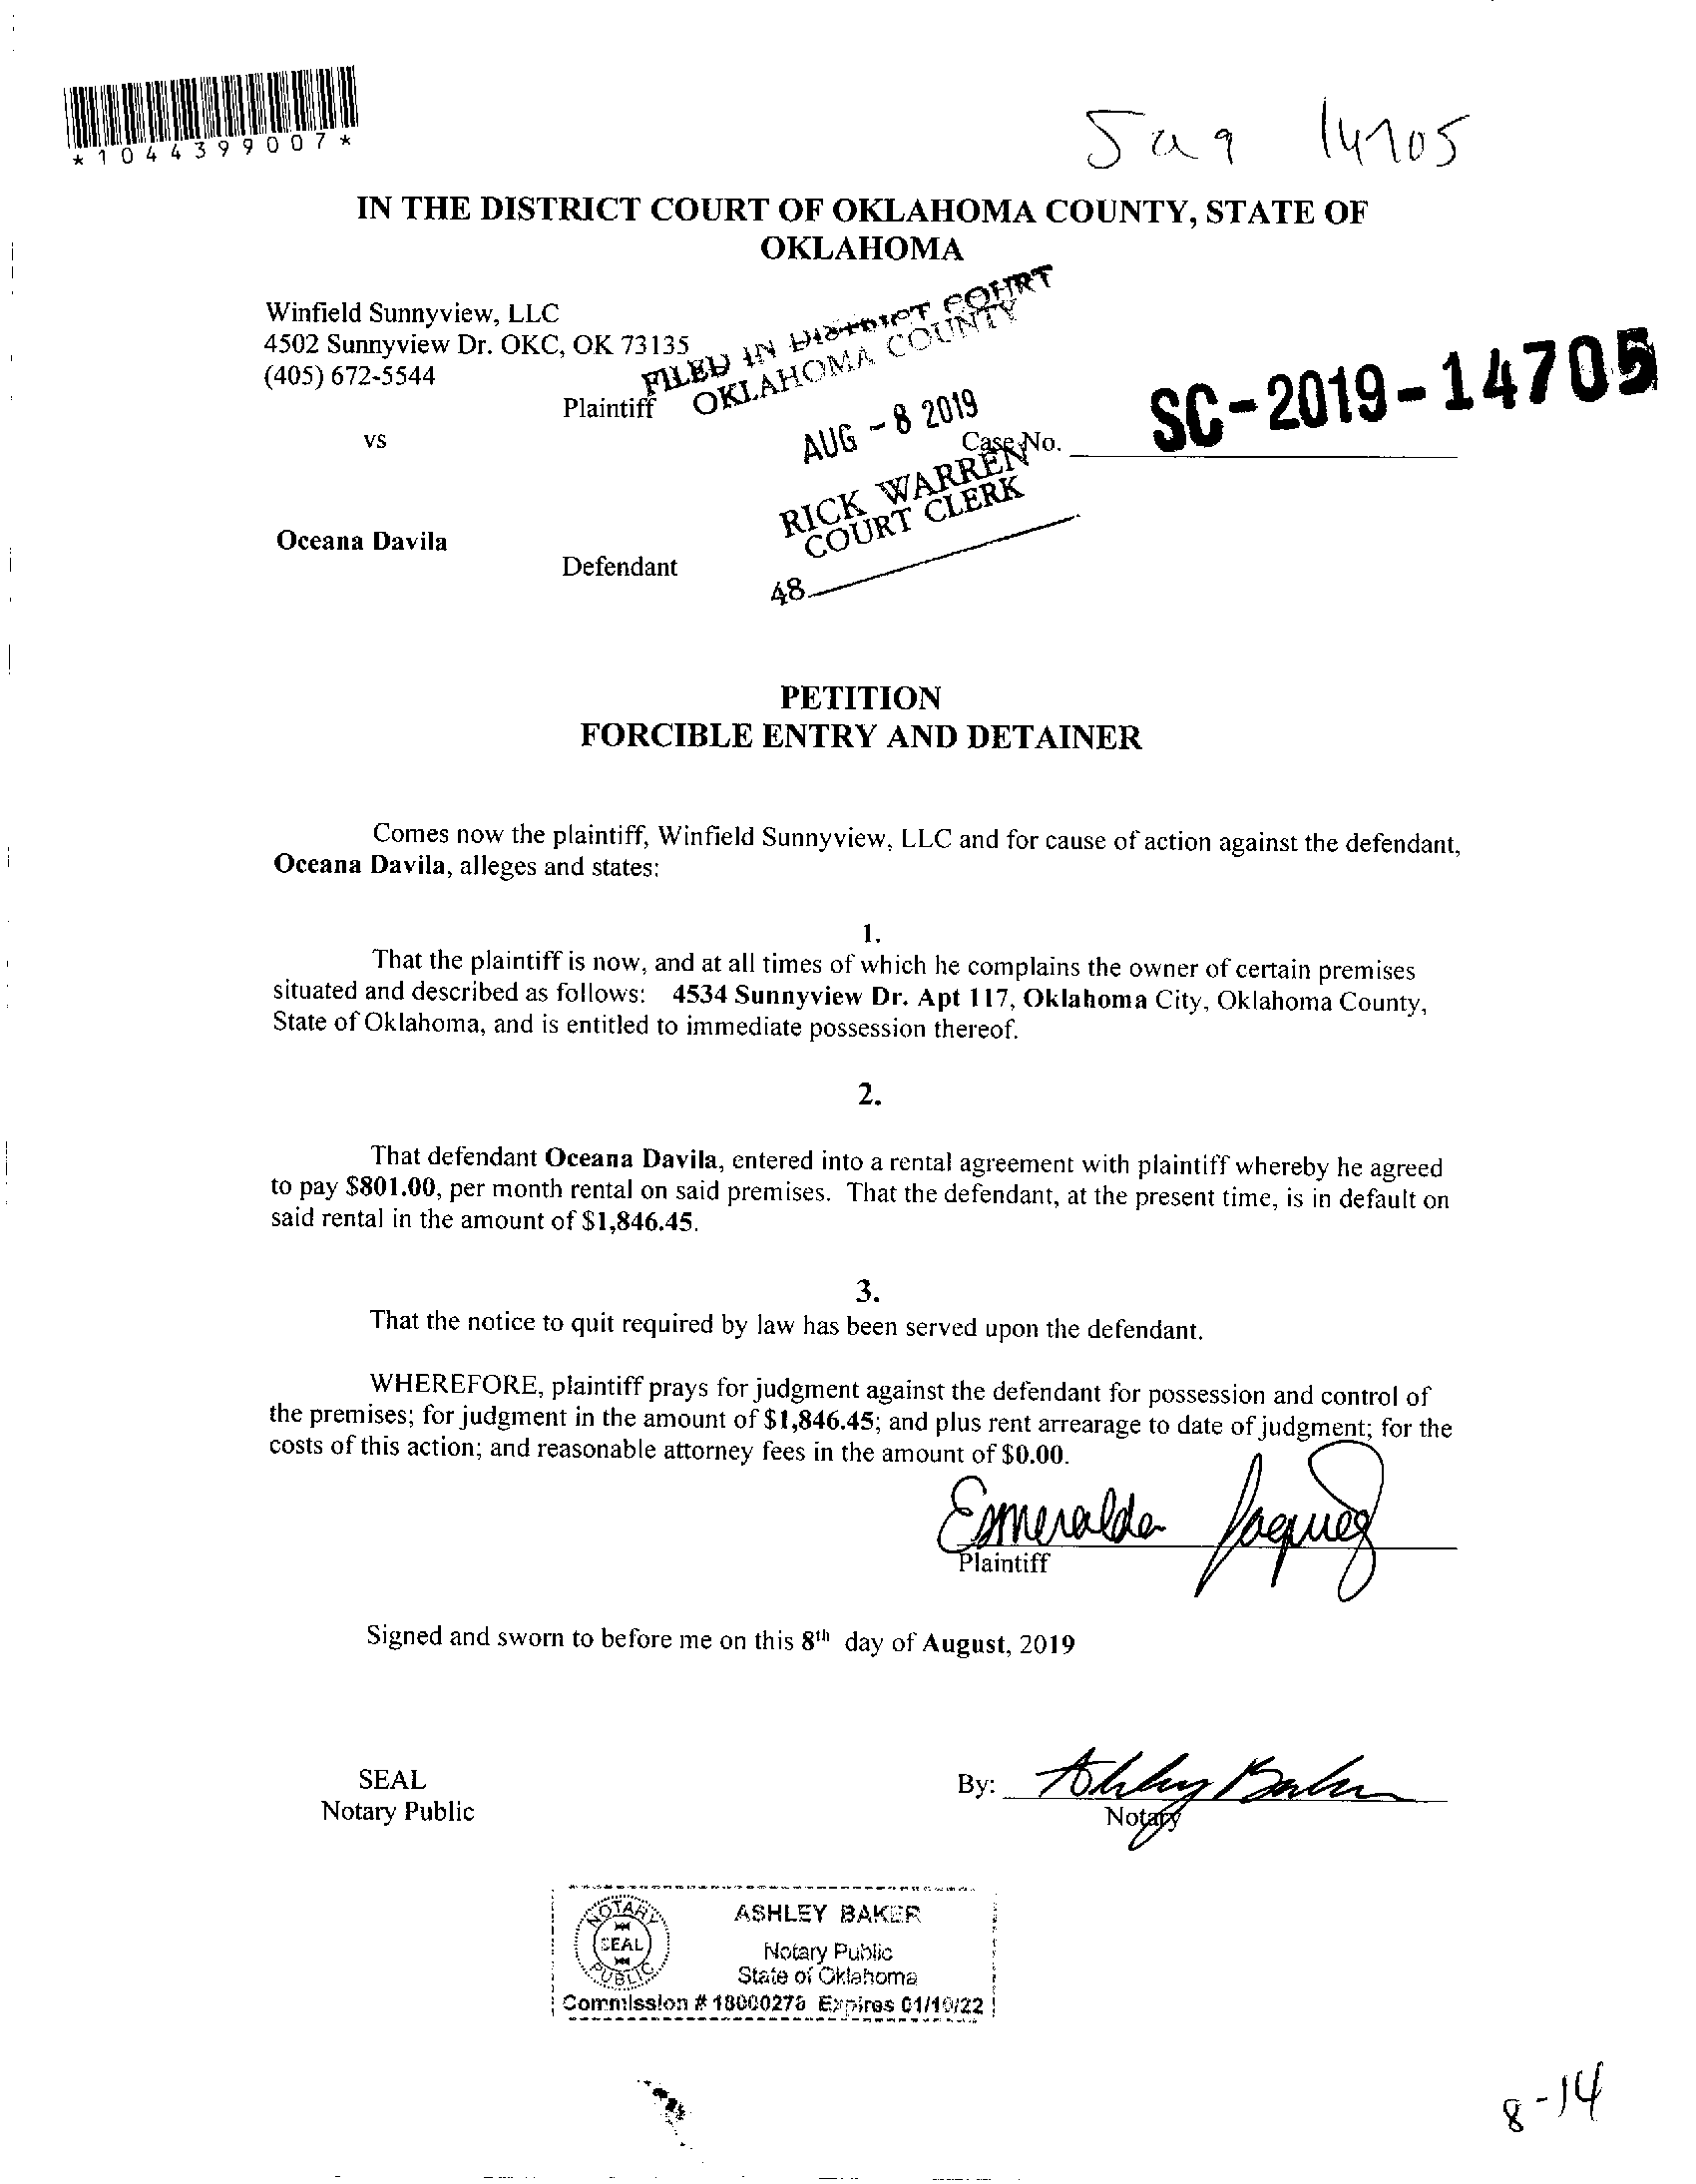 *1044399007*
14705
IN THE DISTRICT COURT OF OKLAHOMA COUNTY, STATE OF
OKLAHOMA
Winfield Sunnyview, LLC
4502 Sunnyview Dr. OKC, OK 73135
(405) 672-5544
Plaintiff
FILED IN DISTRICT COURT
OKLAHOMA COUNTY
AUG - 8 2019
RICK WARREN
COURT CLERK
48
vs
Case No.
SC-2019-14705
Oceana Davila
Defendant
PETITION
FORCIBLE ENTRY AND DETAINER
Comes now the plaintiff, Winfield Sunnyview, LLC and for cause of action against the defendant,
Oceana Davila, alleges and states:
1.
That the plaintiff is now, and at all times of which he complains the owner of certain premises
situated and described as follows: 4534 Sunnyview Dr. Apt 117, Oklahoma City, Oklahoma County,
State of Oklahoma, and is entitled to immediate possession thereof.
2.
That defendant Oceana Davila, entered into a rental agreement with plaintiff whereby he agreed
to pay $801.00, per month rental on said premises. That the defendant, at the present time, is in default on
said rental in the amount of $1,846.45.
3.
That the notice to quit required by law has been served upon the defendant.
WHEREFORE, plaintiff prays for judgment against the defendant for possession and control of
the premises; for judgment in the amount of $1,846.45; and plus rent arrearage to date of judgment; for the
costs of this action; and reasonable attorney fees in the amount of $0.00.
Esmeralda Jaquez
Plaintiff
Signed and sworn to before me on this 8th day of August, 2019
SEAL
Notary Public
By: Ashley Baker
Notary
NOTARY
SEAL
PUBLIC
ASHLEY BAKER
Notary Public
State of Oklahoma
Commission # 18000278 Expires 01/10/22
8-14